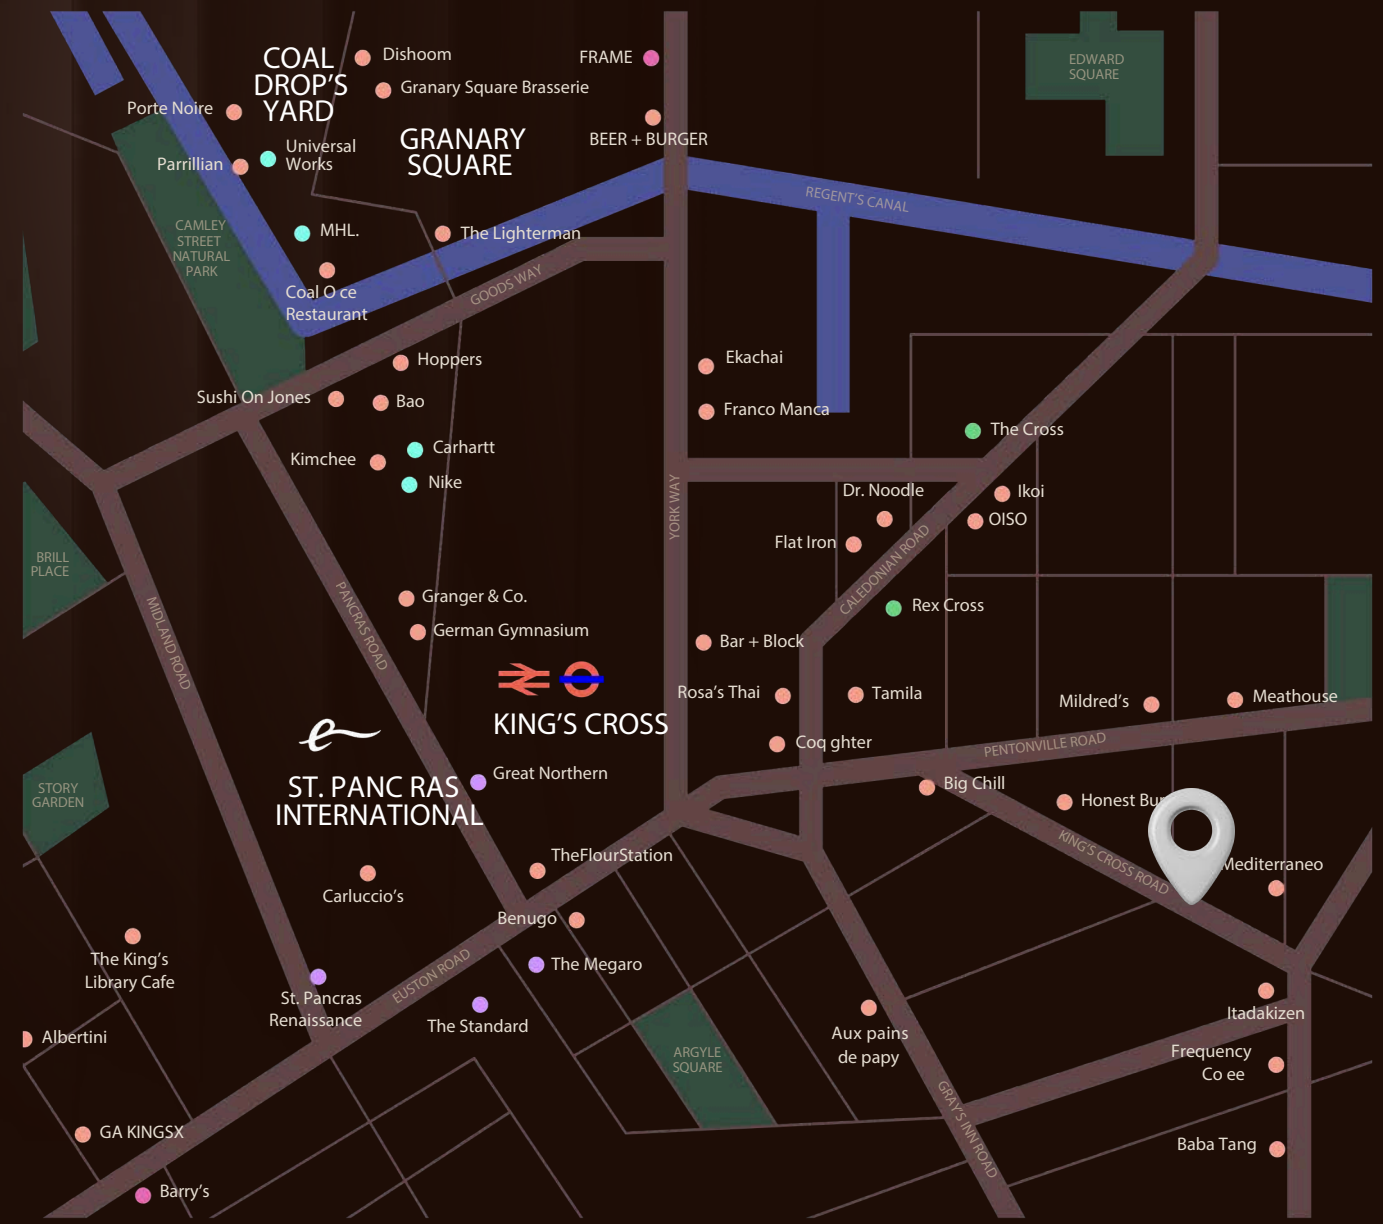 COAL
DROP'S
YARD
Dishoom
FRAME
EDWARD
SQUARE
Granary Square Brasserie
Porte Noire
BEER + BURGER
GRANARY
SQUARE
Universal
Works
Parrillian
REGENT'S CANAL
CAMLEY
STREET
NATURAL
PARK
MHL.
The Lighterman
GOODS WAY
Coal O ce
Restaurant
Hoppers
Ekachai
Sushi On Jones
Bao
Franco Manca
The Cross
Carhartt
Kimchee
Nike
YORK WAY
Dr. Noodle
Ikoi
OISO
Flat Iron
CALEDONIAN ROAD
BRILL
PLACE
MIDLAND ROAD
PANCRAS ROAD
Granger & Co.
German Gymnasium
Rex Cross
Bar + Block
Rosa's Thai
Tamila
Mildred's
Meathouse
KING'S CROSS
Coq ghter
PENTONVILLE ROAD
e
ST. PANC RAS
INTERNATIONAL
Great Northern
Big Chill
Honest Bur
STORY
GARDEN
KING'S CROSS ROAD
TheFlourStation
Mediterraneo
Carluccio's
Benugo
The King's
Library Cafe
EUSTON ROAD
The Megaro
St. Pancras
Renaissance
The Standard
Itadakizen
Albertini
Aux pains
de papy
ARGYLE
SQUARE
Frequency
Co ee
GRAY'S INN ROAD
GA KINGSX
Baba Tang
Barry's